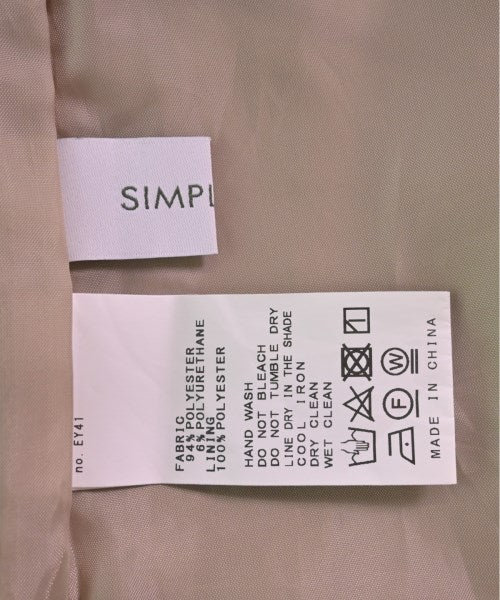 SIMPL
no. EY41
FABRIC
94% POLYESTER
6% POLYURETHANE
LINING
100% POLYESTER
HAND WASH
DO NOT BLEACH
DO NOT TUMBLE DRY
LINE DRY IN THE SHADE
COOL IRON
DRY CLEAN
WET CLEAN
F W
MADE IN CHINA